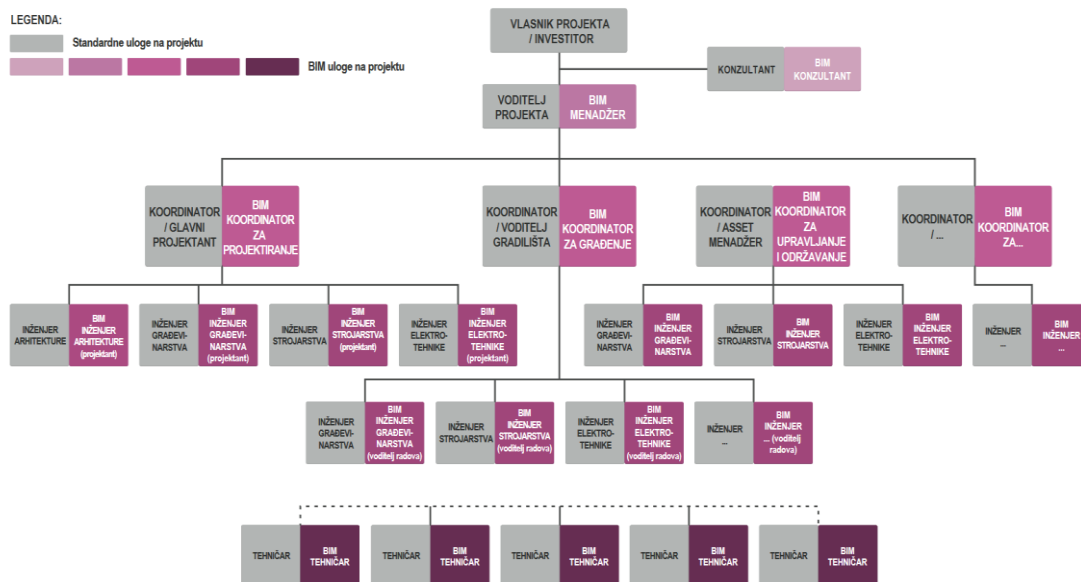 LEGENDA:
Standardne uloge na projektu
BIM uloge na projektu
VLASNIK PROJEKTA
/ INVESTITOR
KONZULTANT
BIM
KONZULTANT
VODITELJ
PROJEKTA
BIM
MENADŽER
KOORDINATOR
/ GLAVNI
PROJEKTANT
BIM
KOORDINATOR
ZA
PROJEKTIRANJE
KOORDINATOR
/ VODITELJ
GRADILIŠTA
BIM
KOORDINATOR
ZA GRAĐENJE
KOORDINATOR
/ ASSET
MENADŽER
BIM
KOORDINATOR
ZA
UPRAVLJANJE
I ODRŽAVANJE
KOORDINATOR
/ ...
BIM
KOORDINATOR
ZA...
INŽENJER
ARHITEKTURE
BIM
INŽENJER
ARHITEKTURE
(projektant)
INŽENJER
GRAĐEVI-
NARSTVA
BIM
INŽENJER
GRAĐEVI-
NARSTVA
(projektant)
INŽENJER
STROJARSTVA
BIM
INŽENJER
STROJARSTVA
(projektant)
INŽENJER
ELEKTRO-
TEHNIKE
BIM
INŽENJER
ELEKTRO-
TEHNIKE
(projektant)
INŽENJER
GRAĐEVI-
NARSTVA
BIM
INŽENJER
GRAĐEVI-
NARSTVA
INŽENJER
STROJARSTVA
BIM
INŽENJER
STROJARSTVA
INŽENJER
ELEKTRO-
TEHNIKE
BIM
INŽENJER
ELEKTRO-
TEHNIKE
INŽENJER
...
BIM
INŽENJER
...
INŽENJER
GRAĐEVI-
NARSTVA
BIM
INŽENJER
GRAĐEVI-
NARSTVA
(voditelj radova)
INŽENJER
STROJARSTVA
BIM
INŽENJER
STROJARSTVA
(voditelj radova)
INŽENJER
ELEKTRO-
TEHNIKE
BIM
INŽENJER
ELEKTRO-
TEHNIKE
(voditelj radova)
INŽENJER
...
BIM
INŽENJER
... (voditelj
radova)
TEHNIČAR
BIM
TEHNIČAR
TEHNIČAR
BIM
TEHNIČAR
TEHNIČAR
BIM
TEHNIČAR
TEHNIČAR
BIM
TEHNIČAR
TEHNIČAR
BIM
TEHNIČAR